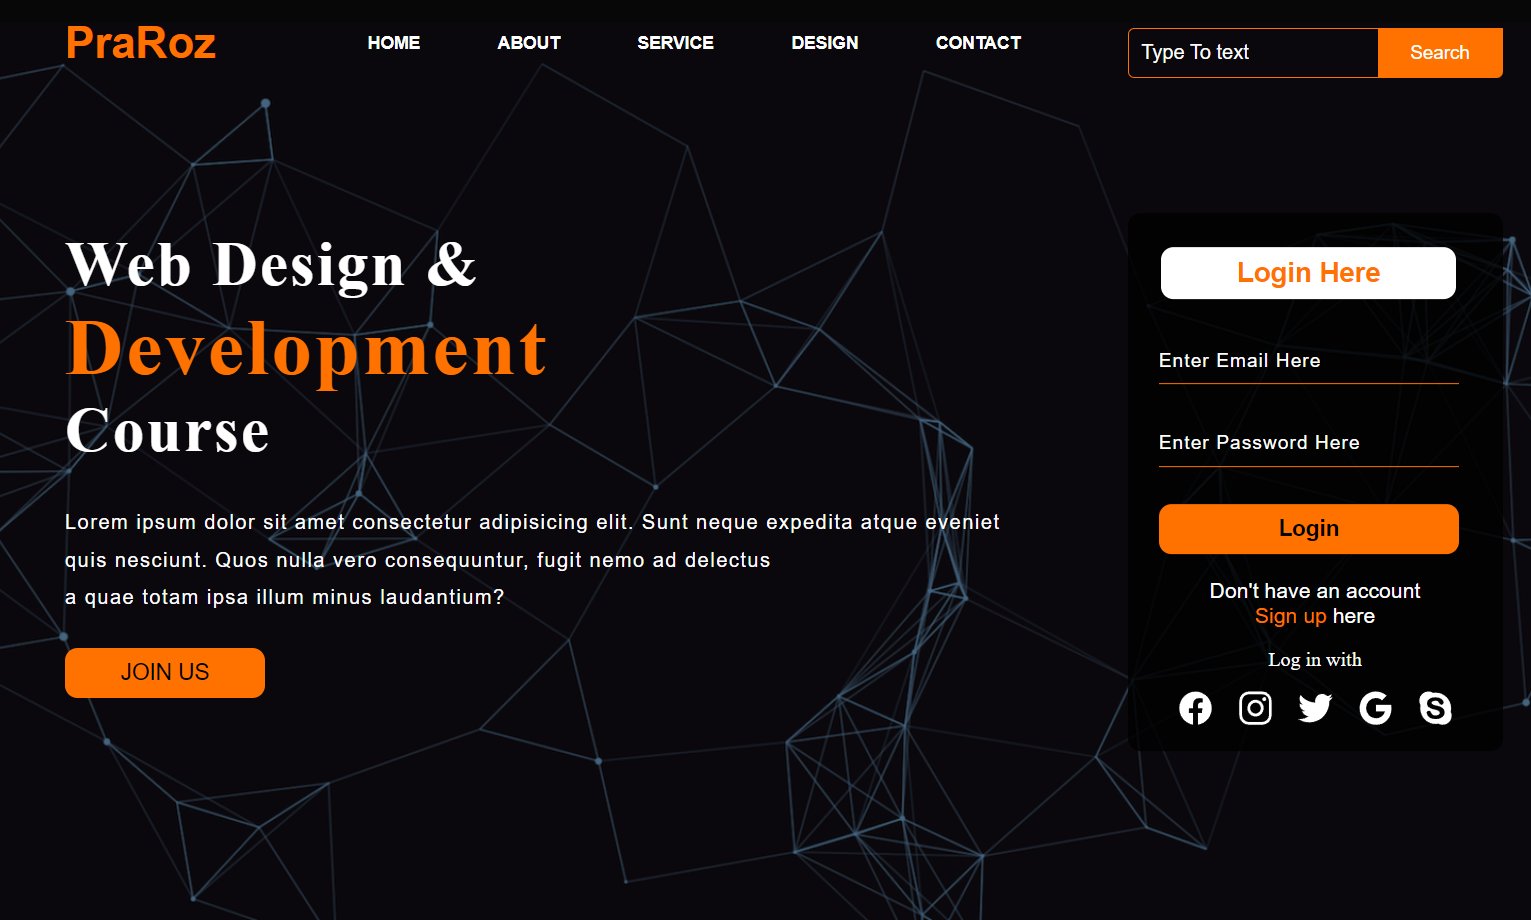 PraRoz
HOME
ABOUT
SERVICE
DESIGN
CONTACT
Type To text
Search
Web Design &
Development
Course
Lorem ipsum dolor sit amet consectetur adipisicing elit. Sunt neque expedita atque eveniet
quis nesciunt. Quos nulla vero consequuntur, fugit nemo ad delectus
a quae totam ipsa illum minus laudantium?
JOIN US
Login Here
Enter Email Here
Enter Password Here
Login
Don't have an account
Sign up here
Log in with